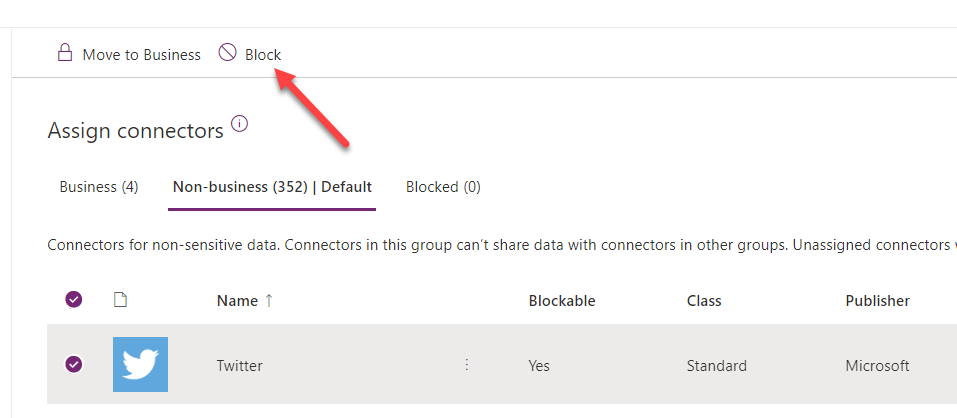 Move to Business Block
Assign connectors
Business (4) Non-business (352) | Default Blocked (0)
Connectors for non-sensitive data. Connectors in this group can't share data with connectors in other groups. Unassigned connectors
Name ↑ Blockable Class Publisher
Twitter Yes Standard Microsoft